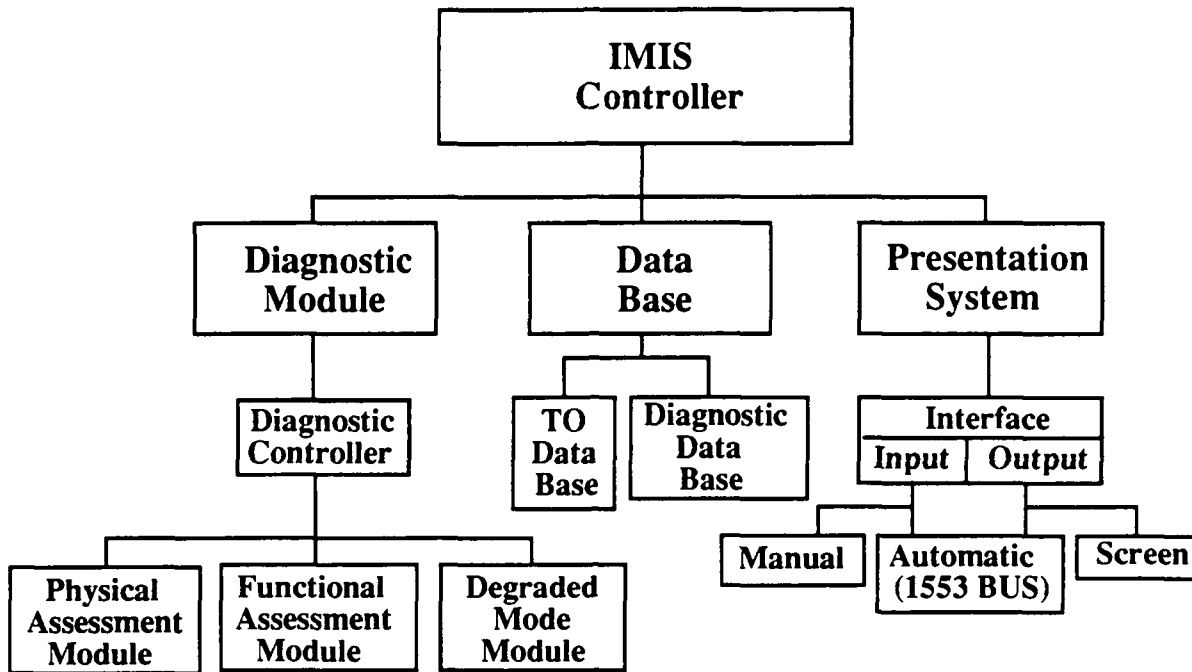 IMIS
Controller
Diagnostic
Module
Data
Base
Presentation
System
Diagnostic
Controller
TO
Data
Base
Diagnostic
Data
Base
Interface
Input Output
Physical
Assessment
Module
Functional
Assessment
Module
Degraded
Mode
Module
Manual
Automatic
(1553 BUS)
Screen